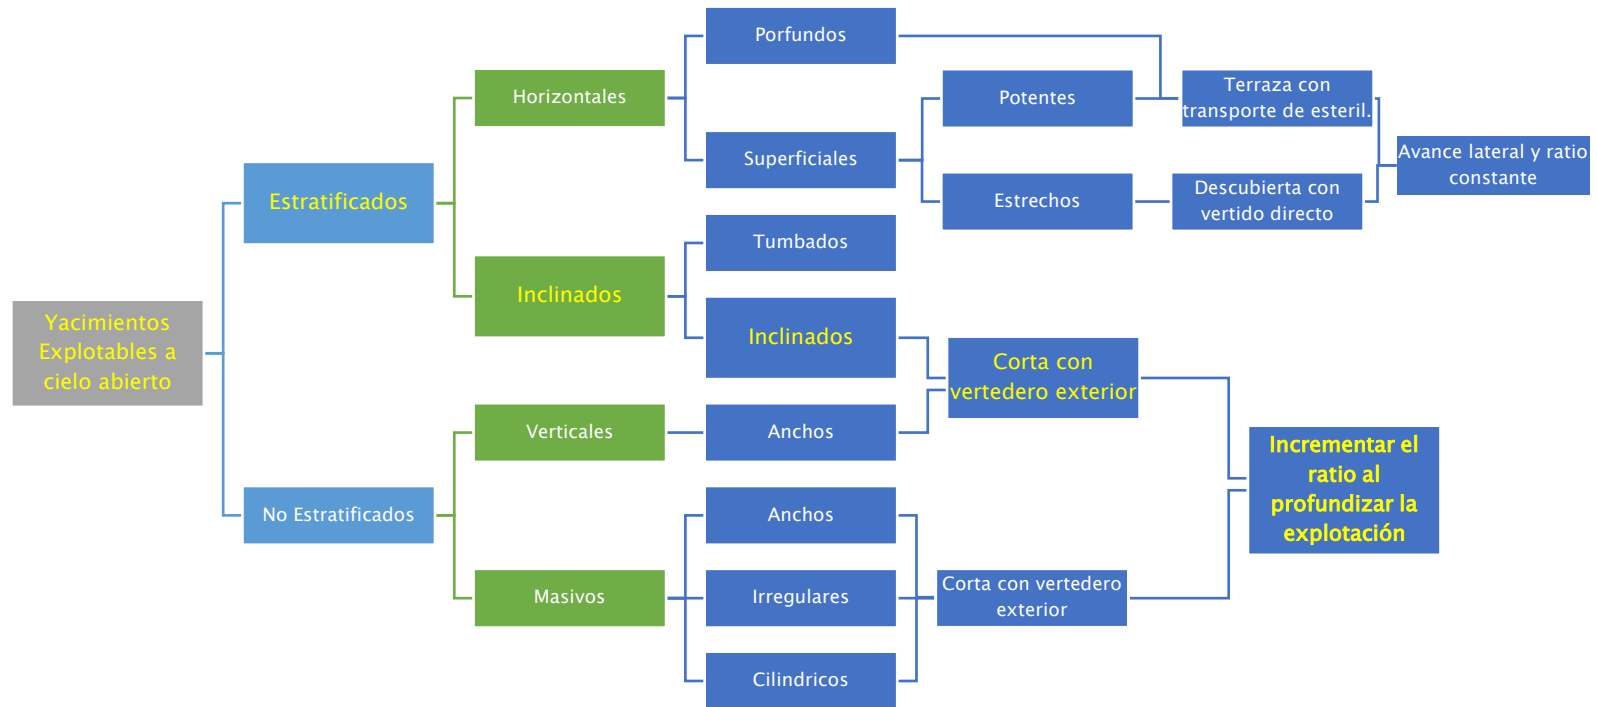 Yacimientos
Explotables a
cielo abierto
Estratificados
No Estratificados
Horizontales
Inclinados
Verticales
Masivos
Porfundos
Superficiales
Tumbados
Inclinados
Anchos
Anchos
Irregulares
Cilindricos
Potentes
Estrechos
Terraza con
transporte de esteril.
Descubierta con
vertido directo
Avance lateral y ratio
constante
Corta con
vertedero exterior
Corta con vertedero
exterior
Incrementar el
ratio al
profundizar la
explotación